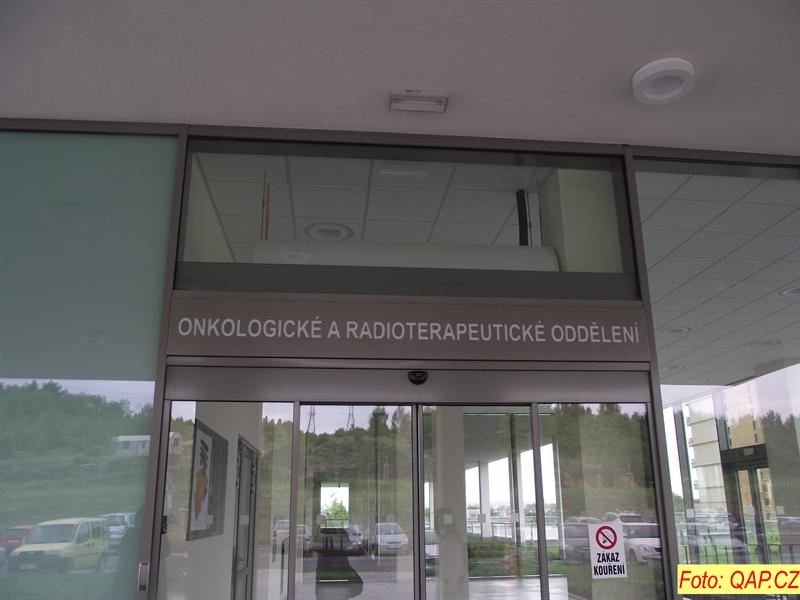 ONKOLOGICKÉ A RADIOTERAPEUTICKÉ ODDĚLENÍ
ZÁKAZ
KOUŘENÍ
Foto: QAP.CZ